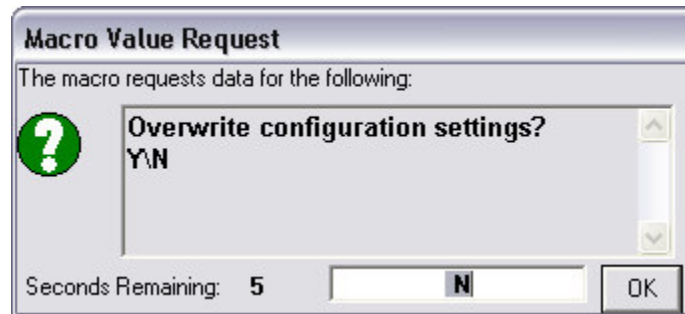 Macro Value Request
The macro requests data for the following:
Overwrite configuration settings?
Y\N
Seconds Remaining: 5 N OK